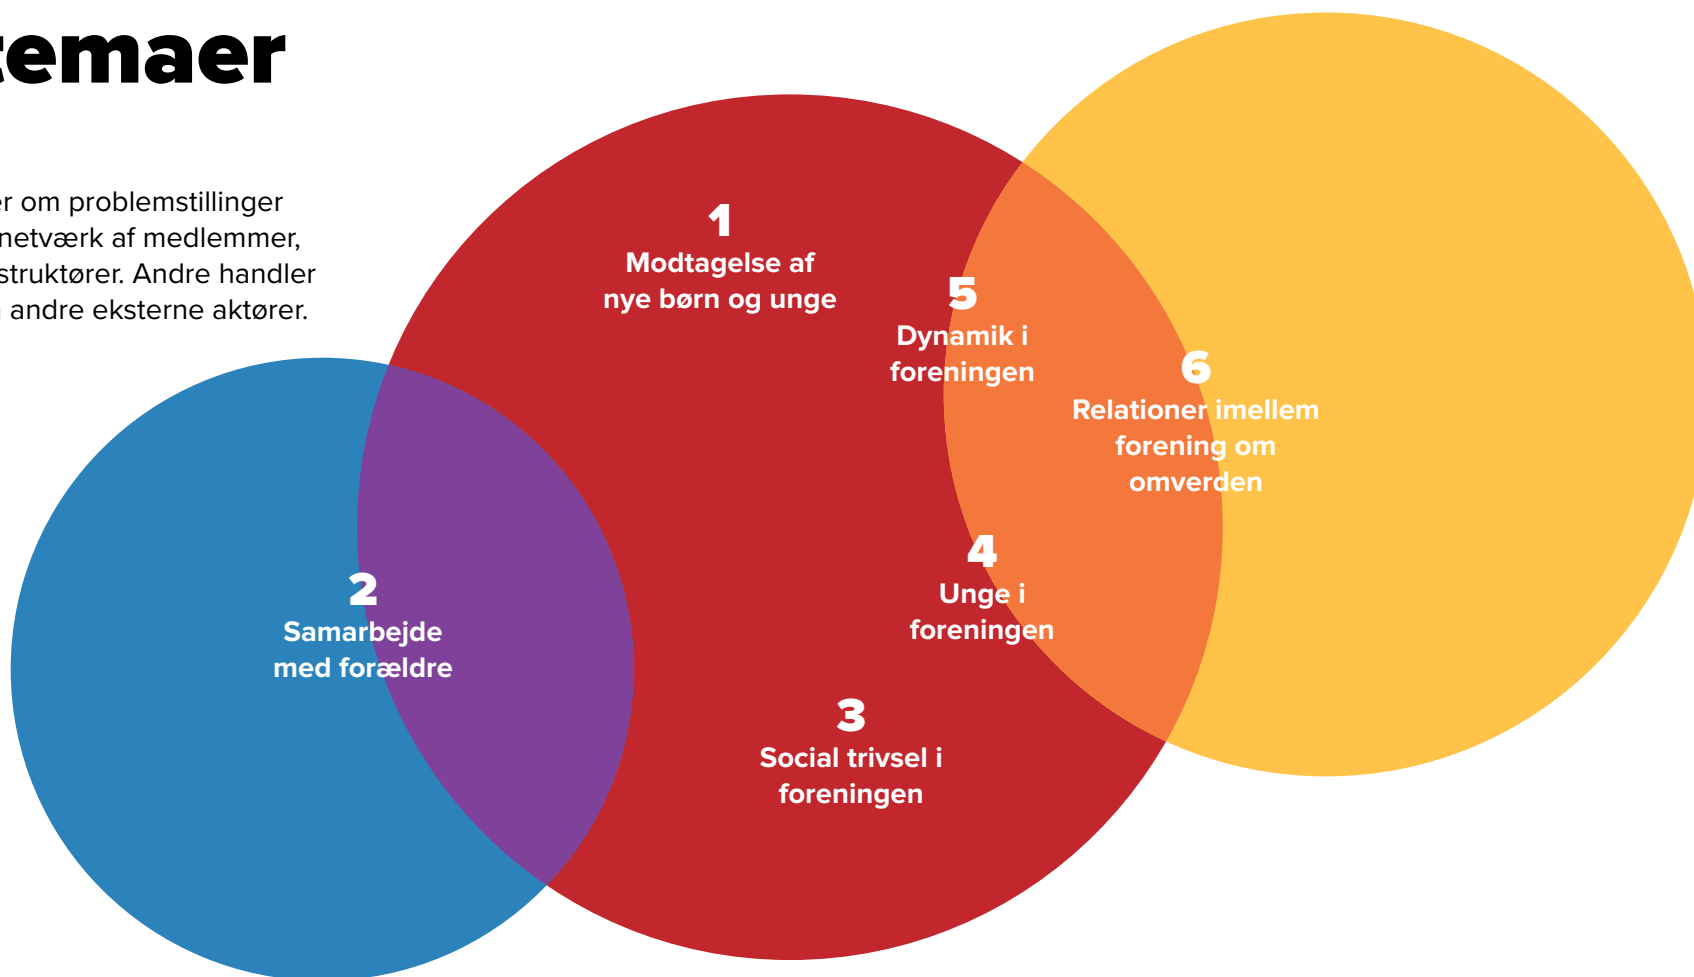 temaer
er om problemstillinger
netværk af medlemmer,
struktører. Andre handler
andre eksterne aktører.
1
Modtagelse af
nye børn og unge
5
Dynamik i
foreningen
6
Relationer imellem
forening om
omverden
4
Unge i
foreningen
2
Samarbejde
med forældre
3
Social trivsel i
foreningen